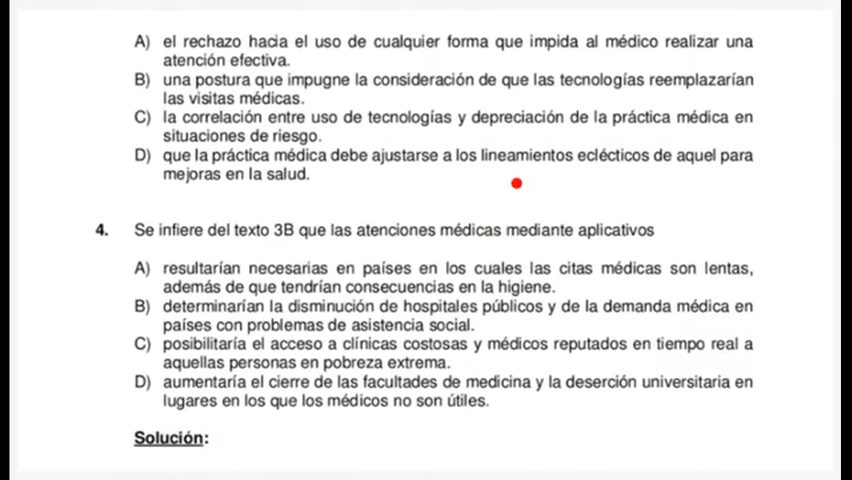 A) el rechazo hacia el uso de cualquier forma que impida al médico realizar una
atención efectiva.
B) una postura que impugne la consideración de que las tecnologías reemplazarían
las visitas médicas.
C) la correlación entre uso de tecnologías y depreciación de la práctica médica en
situaciones de riesgo.
D) que la práctica médica debe ajustarse a los lineamientos eclécticos de aquel para
mejoras en la salud.
4. Se infiere del texto 3B que las atenciones médicas mediante aplicativos
A) resultarían necesarias en países en los cuales las citas médicas son lentas,
además de que tendrían consecuencias en la higiene.
B) determinarían la disminución de hospitales públicos y de la demanda médica en
países con problemas de asistencia social.
C) posibilitaría el acceso a clínicas costosas y médicos reputados en tiempo real a
aquellas personas en pobreza extrema.
D) aumentaría el cierre de las facultades de medicina y la deserción universitaria en
lugares en los que los médicos no son útiles.
Solución: